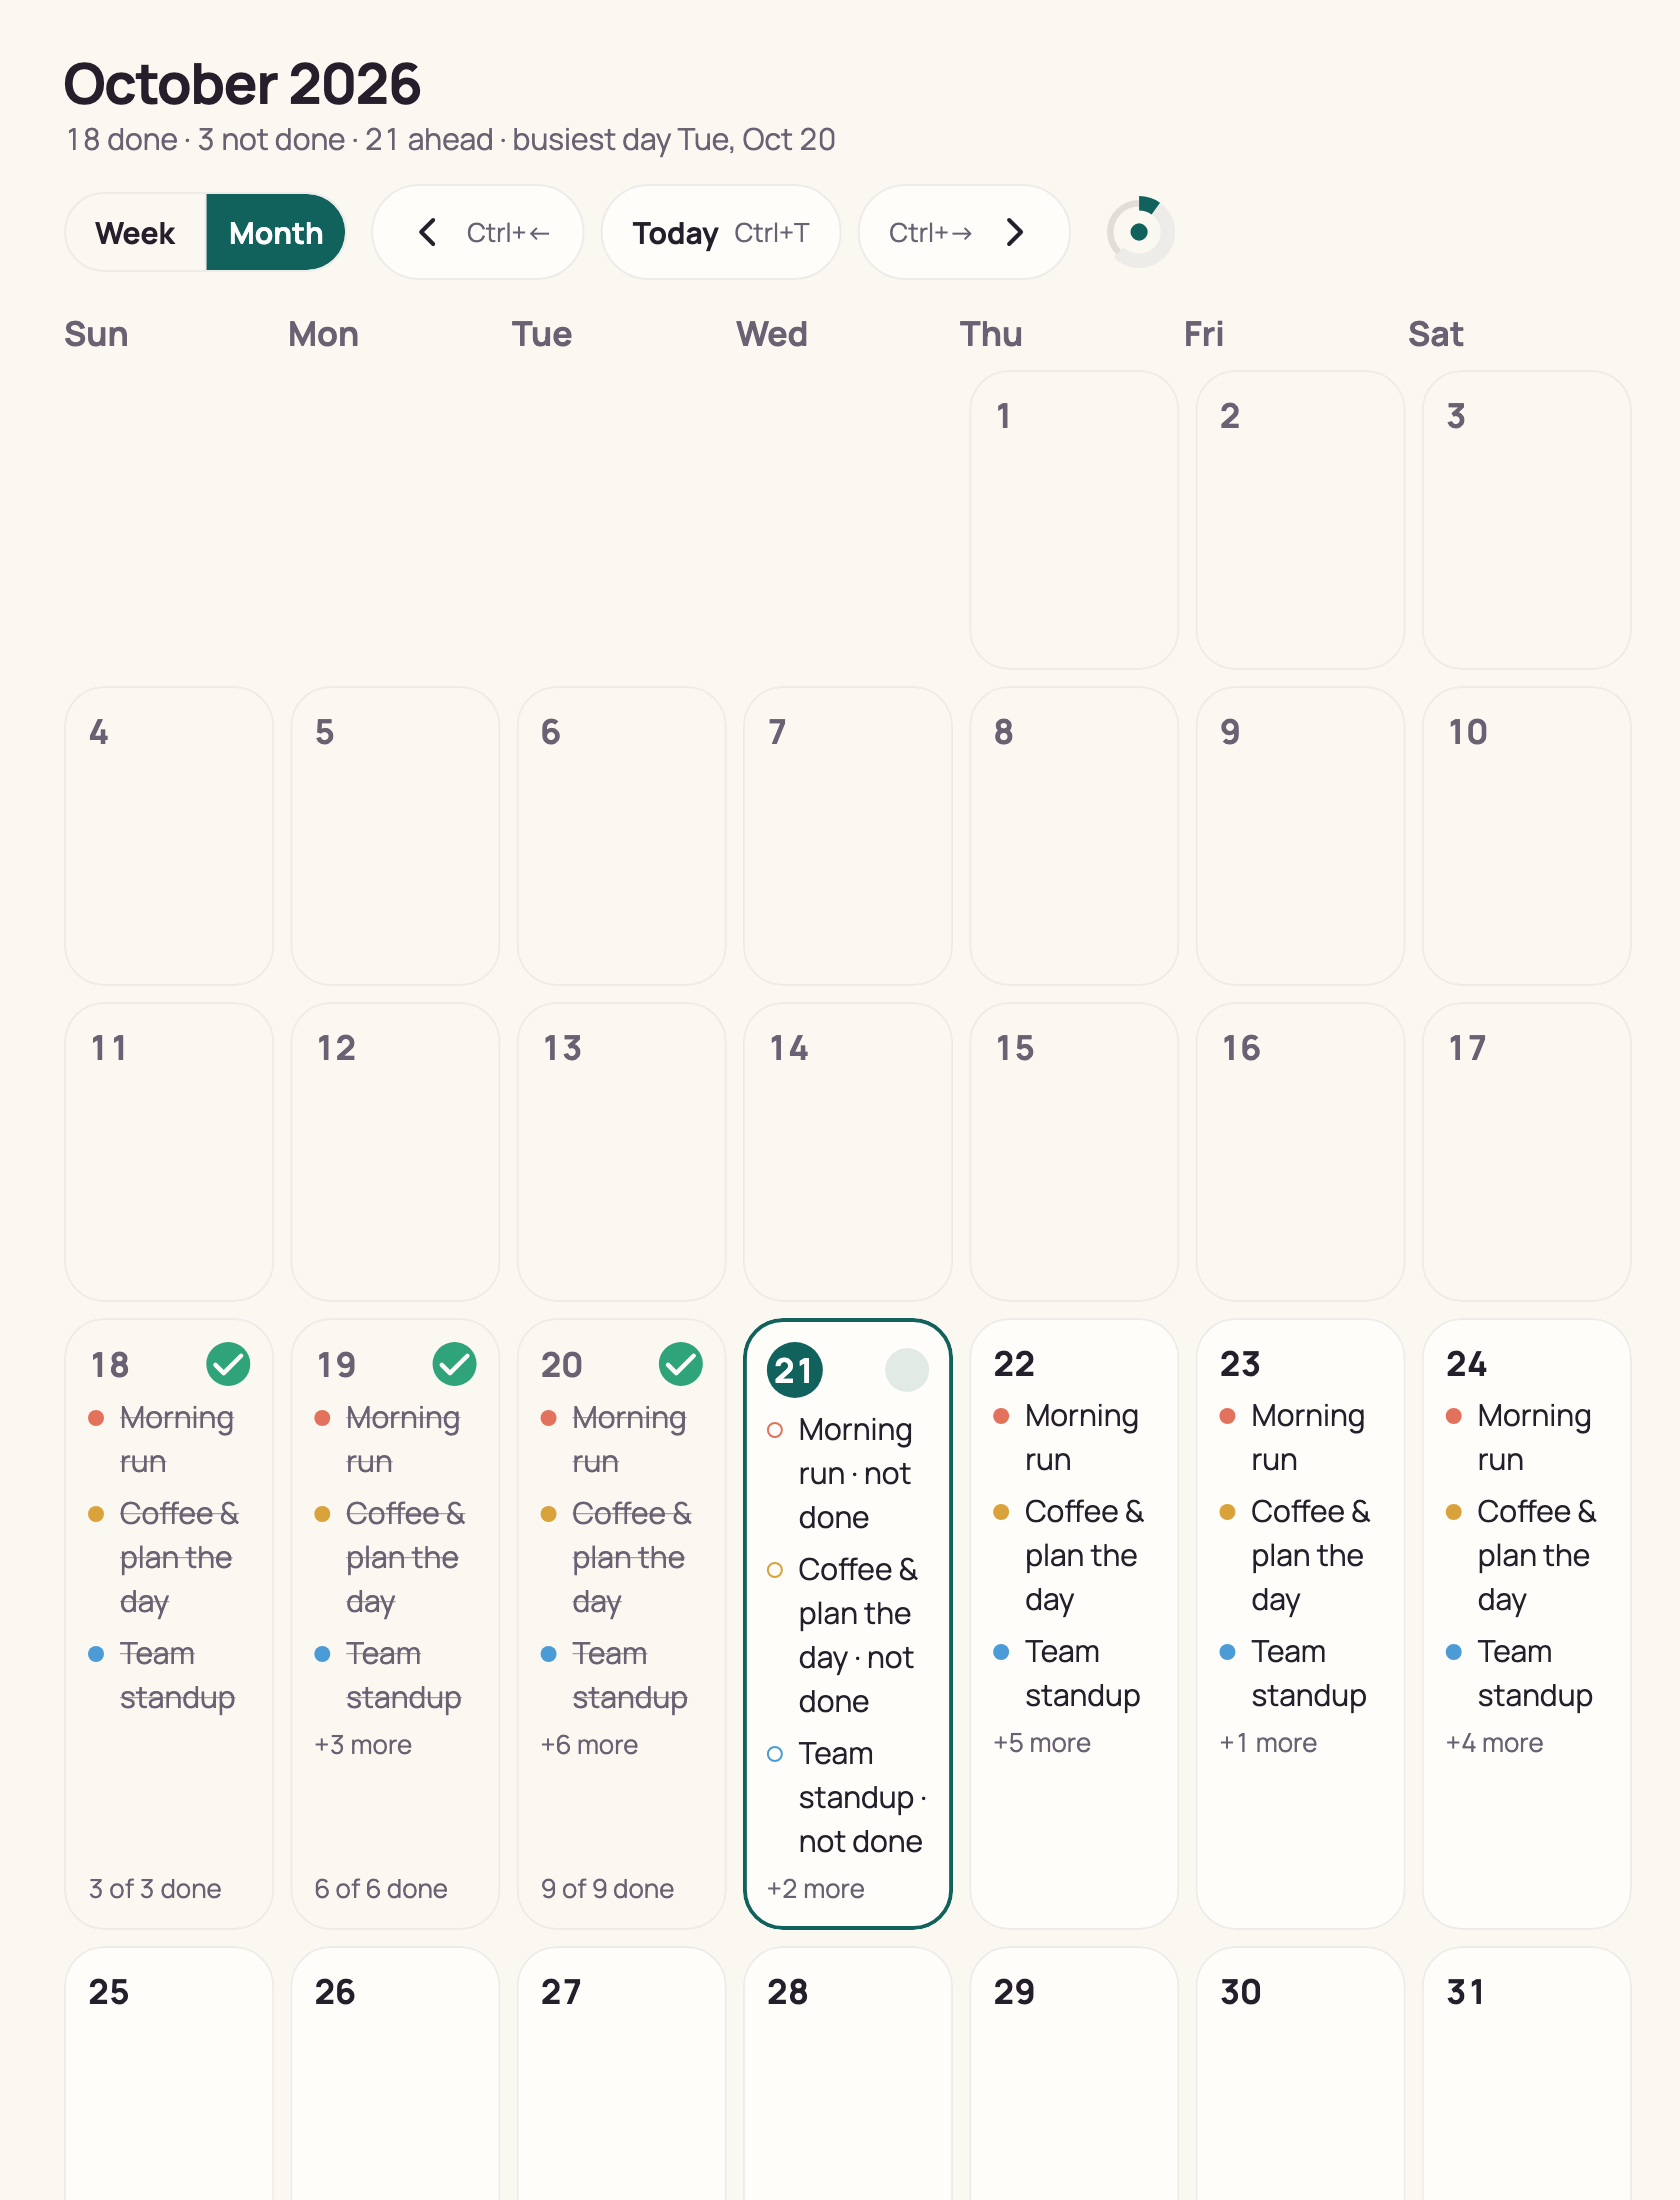 October 2026
18 done · 3 not done · 21 ahead · busiest day Tue, Oct 20
Week Month Ctrl+← Today Ctrl+T Ctrl+→
Sun Mon Tue Wed Thu Fri Sat
1 2 3
4 5 6 7 8 9 10
11 12 13 14 15 16 17
18
Morning
run
Coffee &
plan the
day
Team
standup
3 of 3 done
19
Morning
run
Coffee &
plan the
day
Team
standup
+3 more
6 of 6 done
20
Morning
run
Coffee &
plan the
day
Team
standup
+6 more
9 of 9 done
21
Morning
run · not
done
Coffee &
plan the
day · not
done
Team
standup ·
not done
+2 more
22
Morning
run
Coffee &
plan the
day
Team
standup
+5 more
23
Morning
run
Coffee &
plan the
day
Team
standup
+1 more
24
Morning
run
Coffee &
plan the
day
Team
standup
+4 more
25 26 27 28 29 30 31